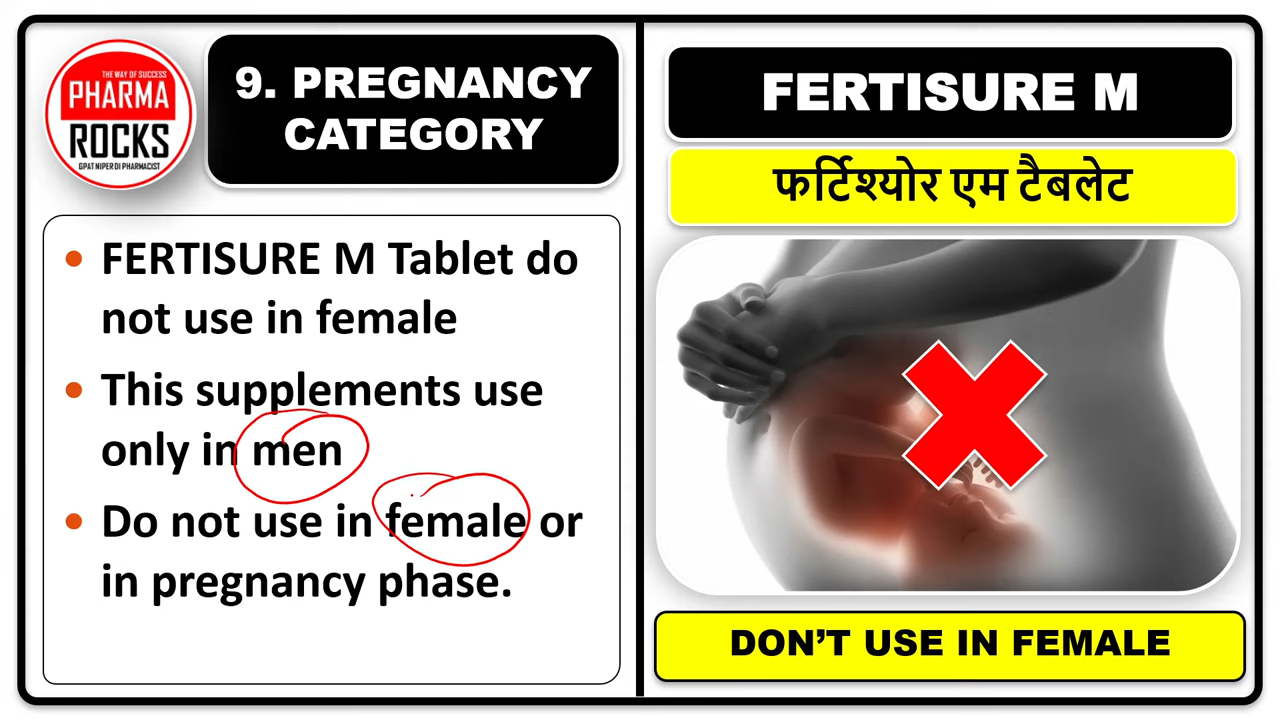 THE WAY OF SUCCESS
PHARMA
ROCKS
GPAT NIPER DI PHARMACIST
9. PREGNANCY
CATEGORY
FERTISURE M Tablet do
not use in female
This supplements use
only in men
Do not use in female or
in pregnancy phase.
FERTISURE M
फर्टिश्योर एम टैबलेट
DON’T USE IN FEMALE